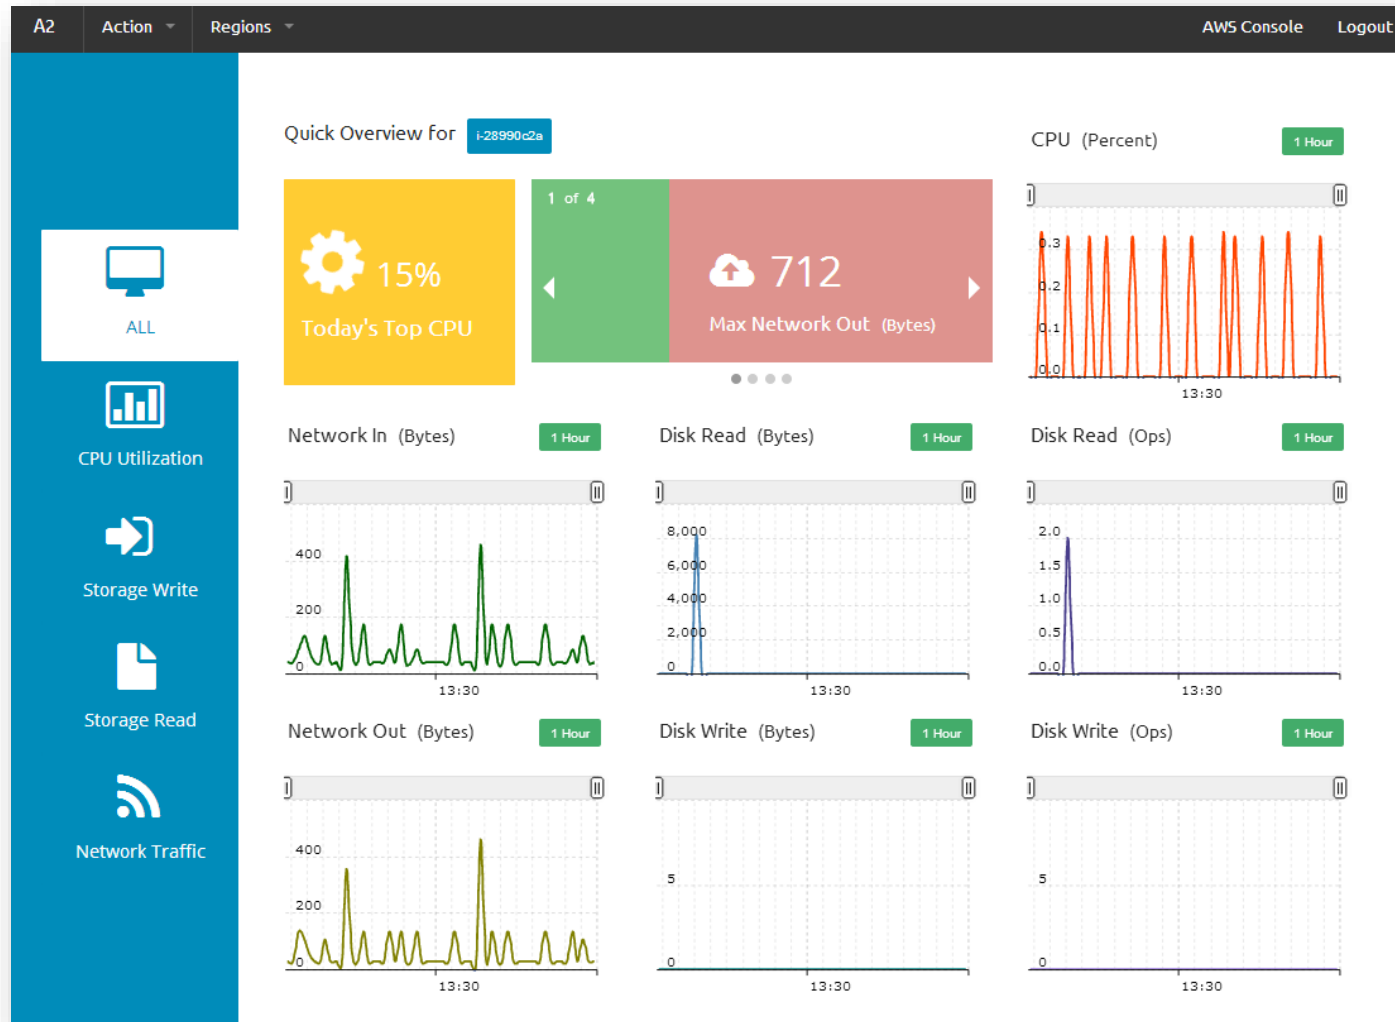 A2 Action Regions AWS Console Logout
Quick Overview for i-28990c2a
15%
Today's Top CPU
1 of 4
712
Max Network Out (Bytes)
CPU (Percent) 1 Hour
0.3
0.2
0.1
0.0
13:30
ALL
CPU Utilization
Storage Write
Storage Read
Network Traffic
Network In (Bytes) 1 Hour
400
200
0
13:30
Disk Read (Bytes) 1 Hour
8,000
6,000
4,000
2,000
0
13:30
Disk Read (Ops) 1 Hour
2.0
1.5
1.0
0.5
0.0
13:30
Network Out (Bytes) 1 Hour
400
200
0
13:30
Disk Write (Bytes) 1 Hour
5
0
13:30
Disk Write (Ops) 1 Hour
5
0
13:30